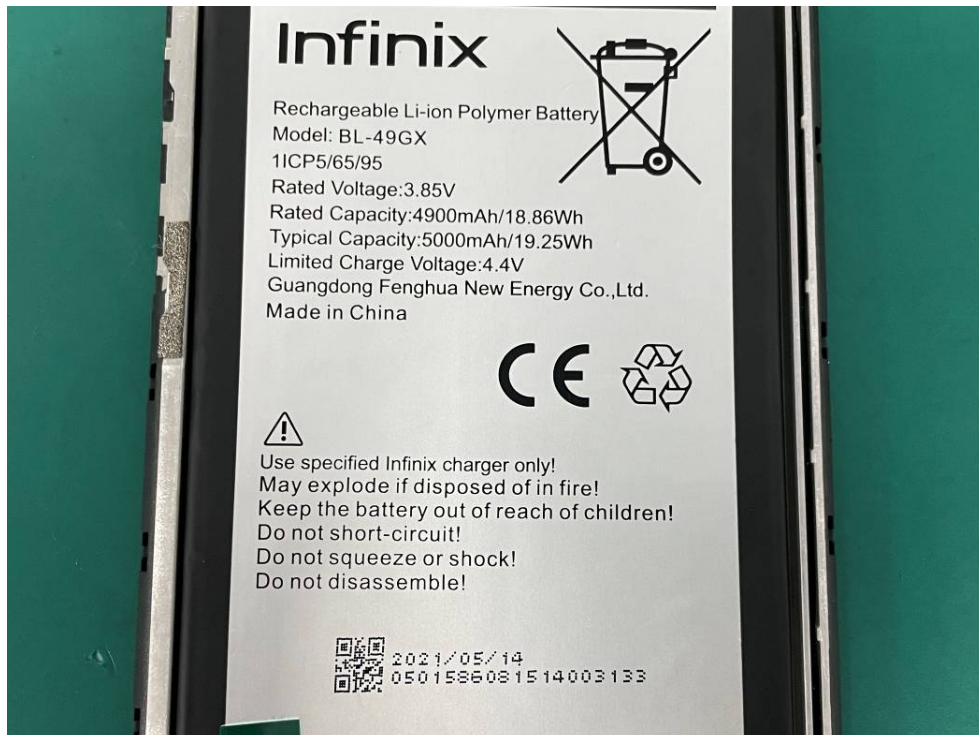 Infinix
Rechargeable Li-ion Polymer Battery
Model: BL-49GX
1ICP5/65/95
Rated Voltage:3.85V
Rated Capacity:4900mAh/18.86Wh
Typical Capacity:5000mAh/19.25Wh
Limited Charge Voltage:4.4V
Guangdong Fenghua New Energy Co.,Ltd.
Made in China
CE
Use specified Infinix charger only!
May explode if disposed of in fire!
Keep the battery out of reach of children!
Do not short-circuit!
Do not squeeze or shock!
Do not disassemble!
2021/05/14
0501586081514003133